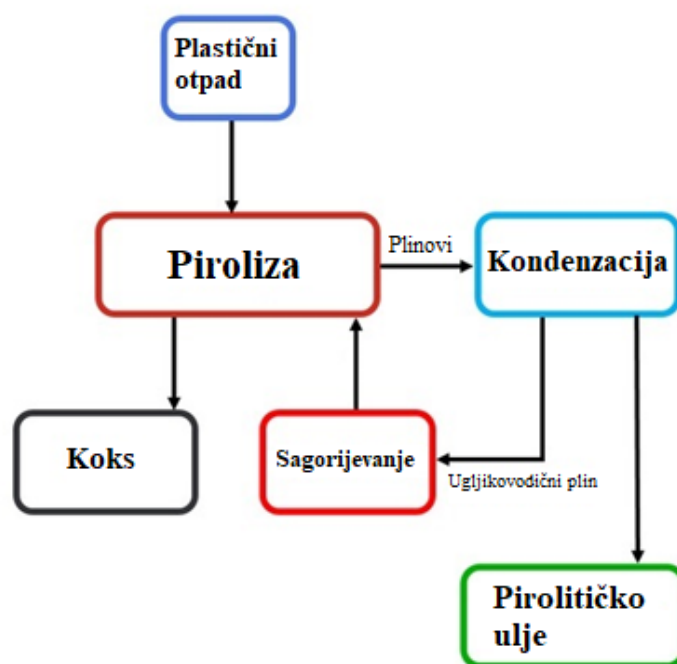 Plastični
otpad
Piroliza
Plinovi
Kondenzacija
Koks
Sagorijevanje
Ugljikovodični plin
Pirolitičko
ulje